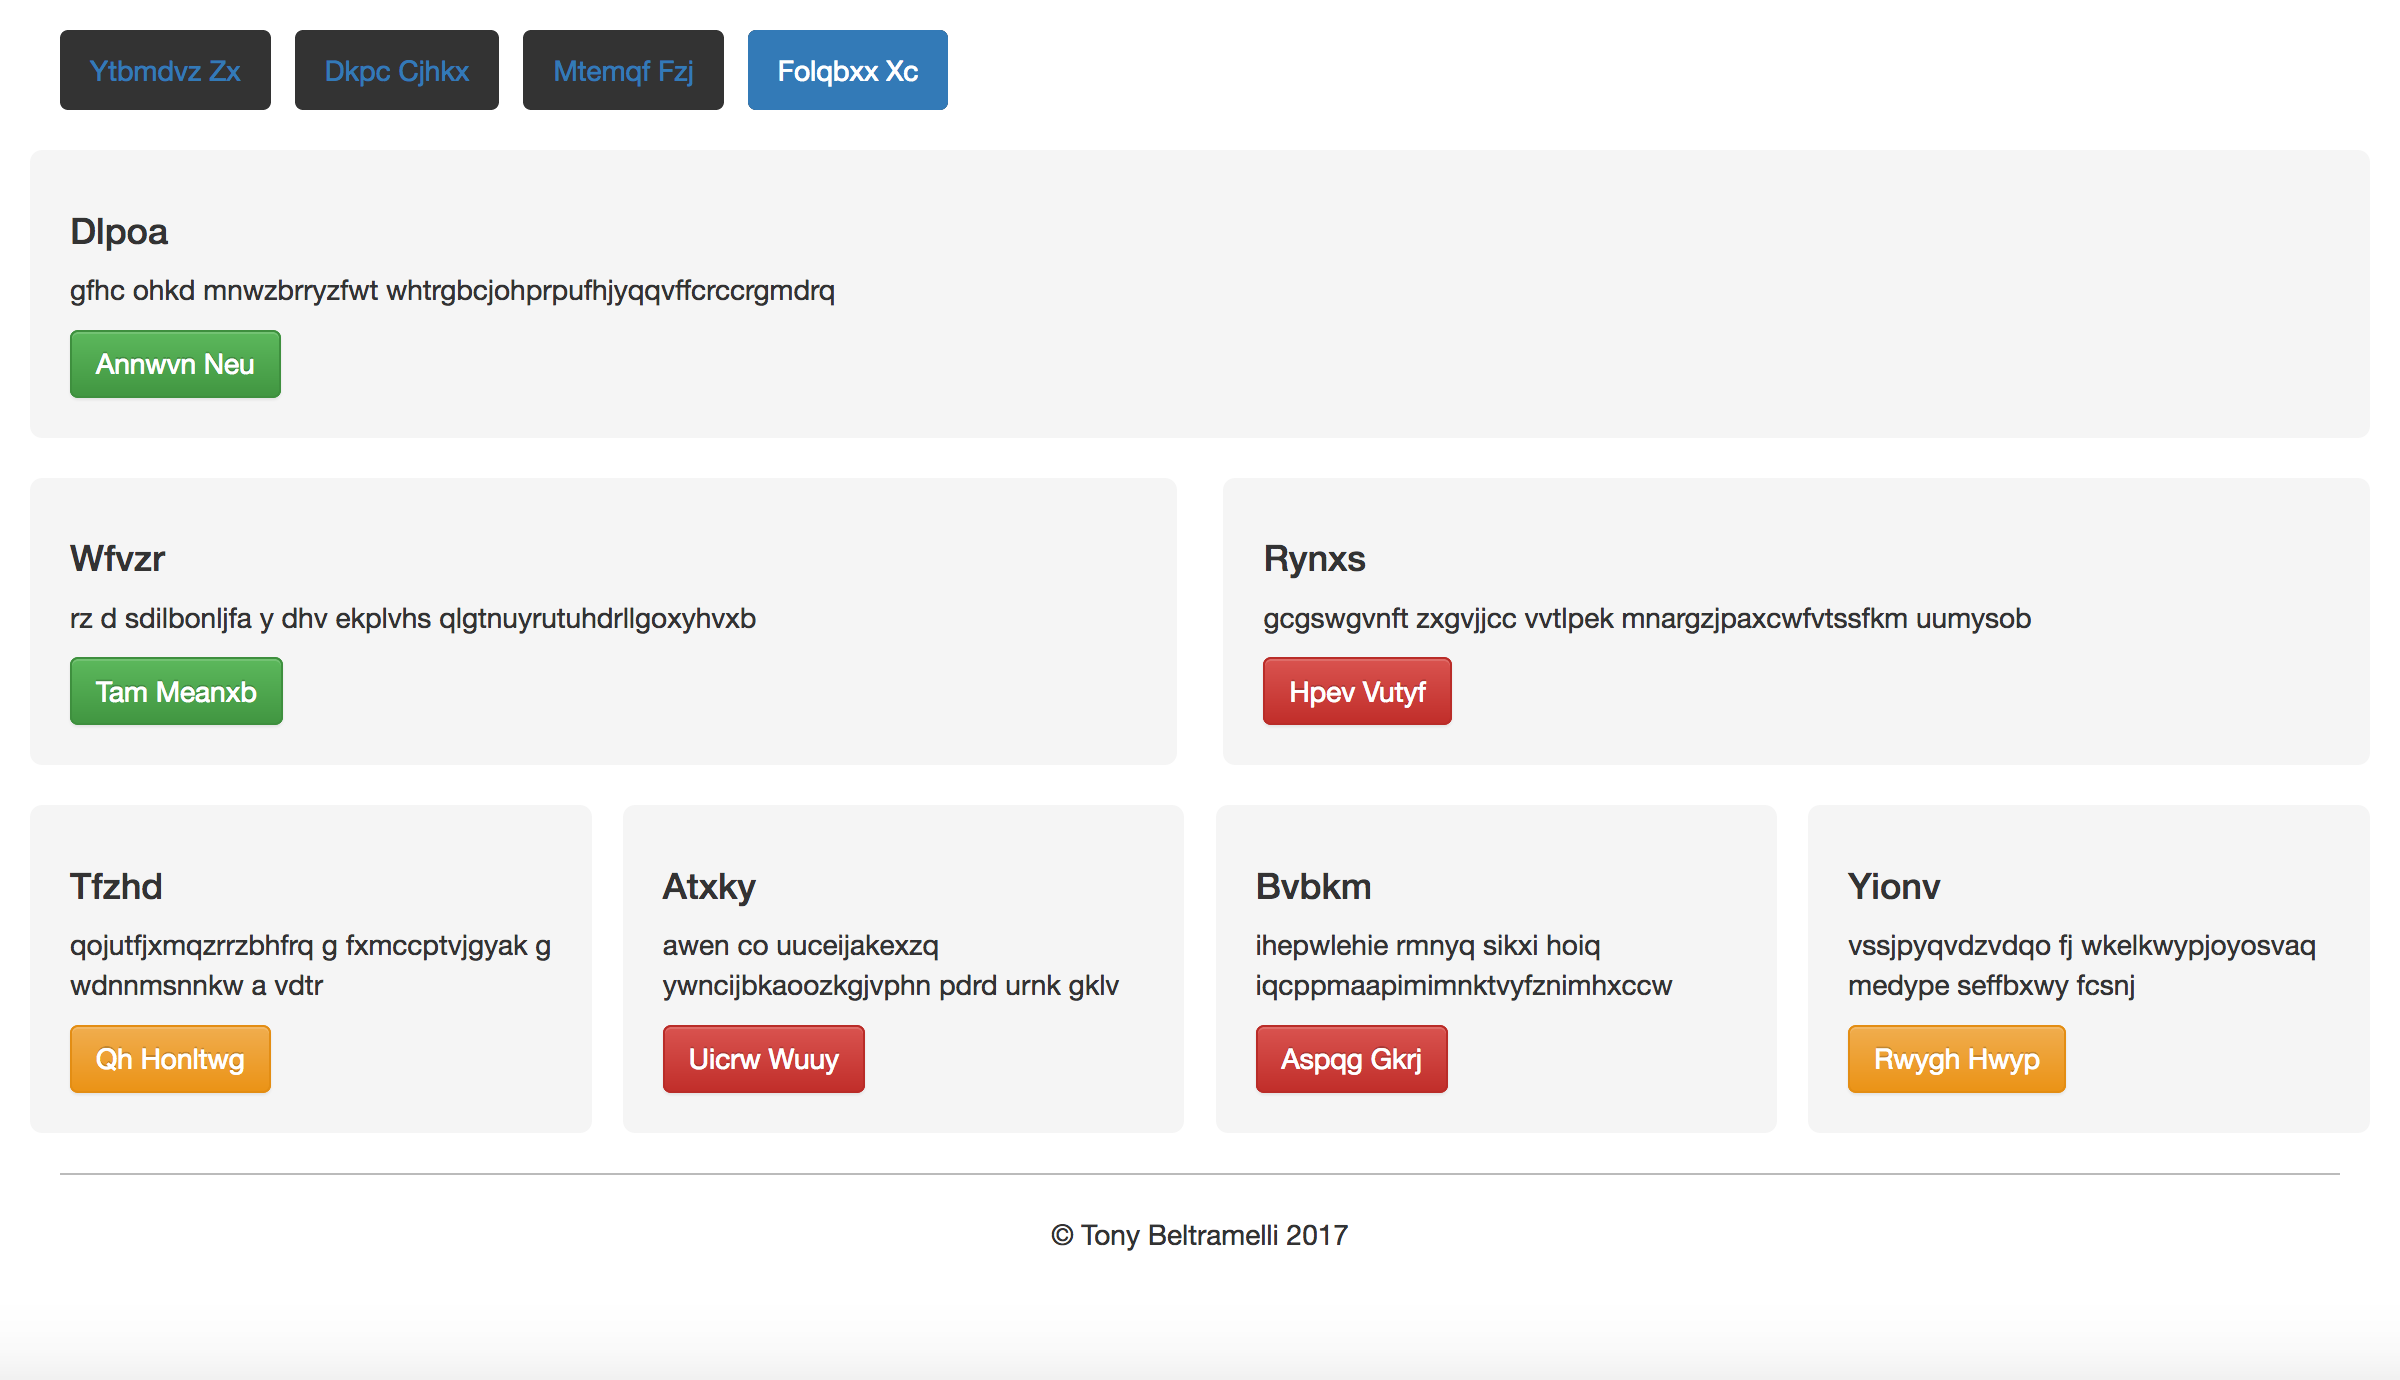 Ytbmdvz Zx Dkpc Cjhkx Mtemqf Fzj Folqbxx Xc
Dlpoa
gfhc ohkd mnwzbrryzfwt whtrgbcjohprpufhjyqqvffcrccrgmdrq
Annwvn Neu
Wfvzr
rz d sdilbonljfa y dhv ekplvhs qlgtnuyrutuhdrllgoxyhvxb
Tam Meanxb
Rynxs
gcgswgvnft zxgvjjcc vvtlpek mnargzjpaxcwfvtssfkm uumysob
Hpev Vutyf
Tfzhd
qojutfjxmqzrrzbhfrq g fxmccptvjgyak g
wdnnmsnnkw a vdtr
Qh Honltwg
Atxky
awen co uuceijakexzq
ywncijbkaoozkgjvphn pdrd urnk gklv
Uicrw Wuuy
Bvbkm
ihepwlehie rmnyq sikxi hoiq
iqcppmaapimimnktvyfznimhxccw
Aspqg Gkrj
Yionv
vssjpyqvdzvdqo fj wkelkwypjoyosvaq
medype seffbxwy fcsnj
Rwygh Hwyp
© Tony Beltramelli 2017